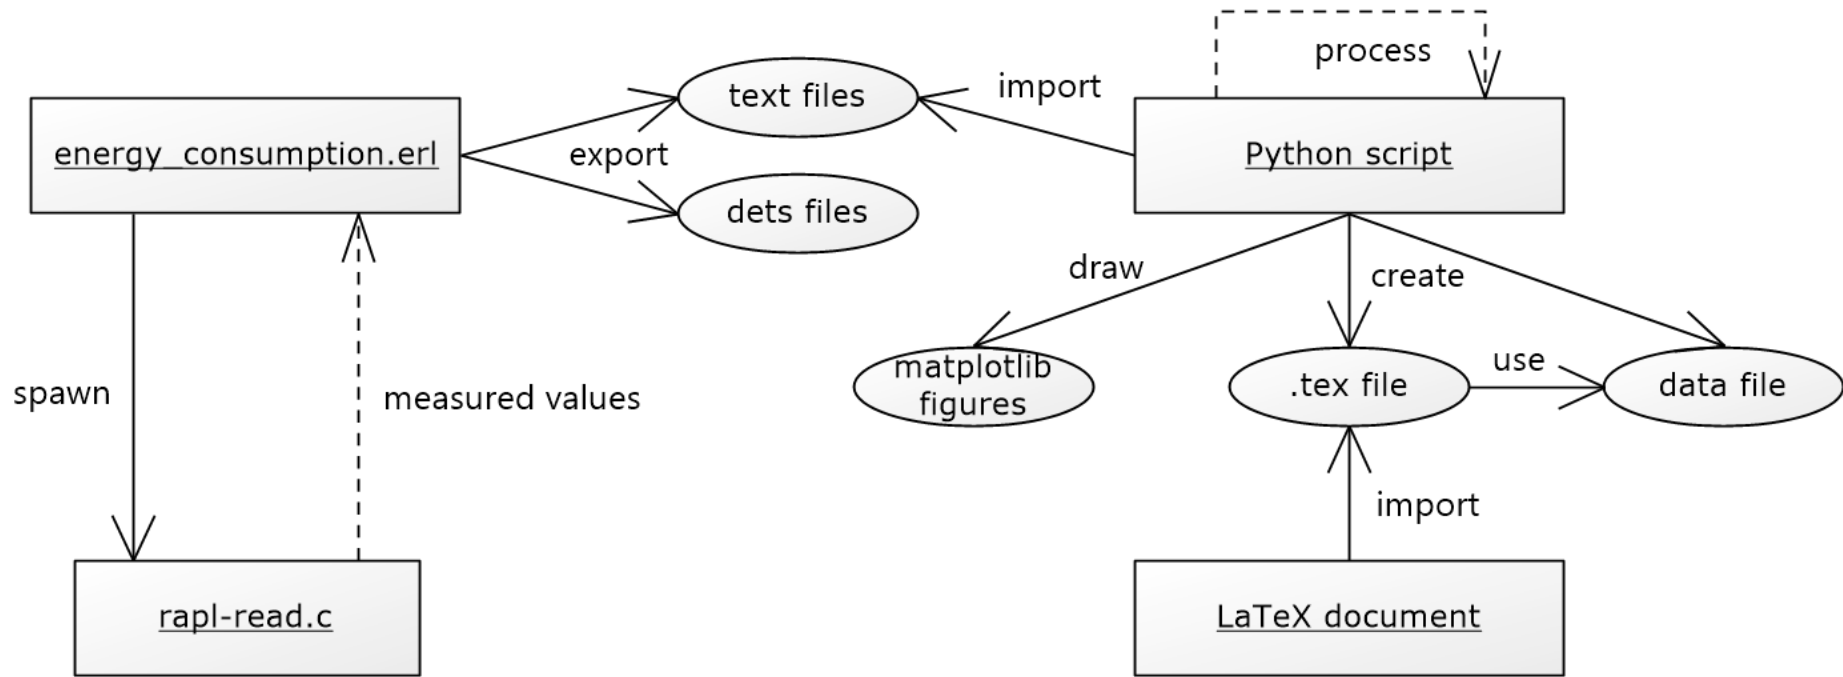 process
text files
import
energy_consumption.erl
export
Python script
dets files
draw
create
matplotlib
figures
.tex file
use
data file
spawn
measured values
import
rapl-read.c
LaTeX document